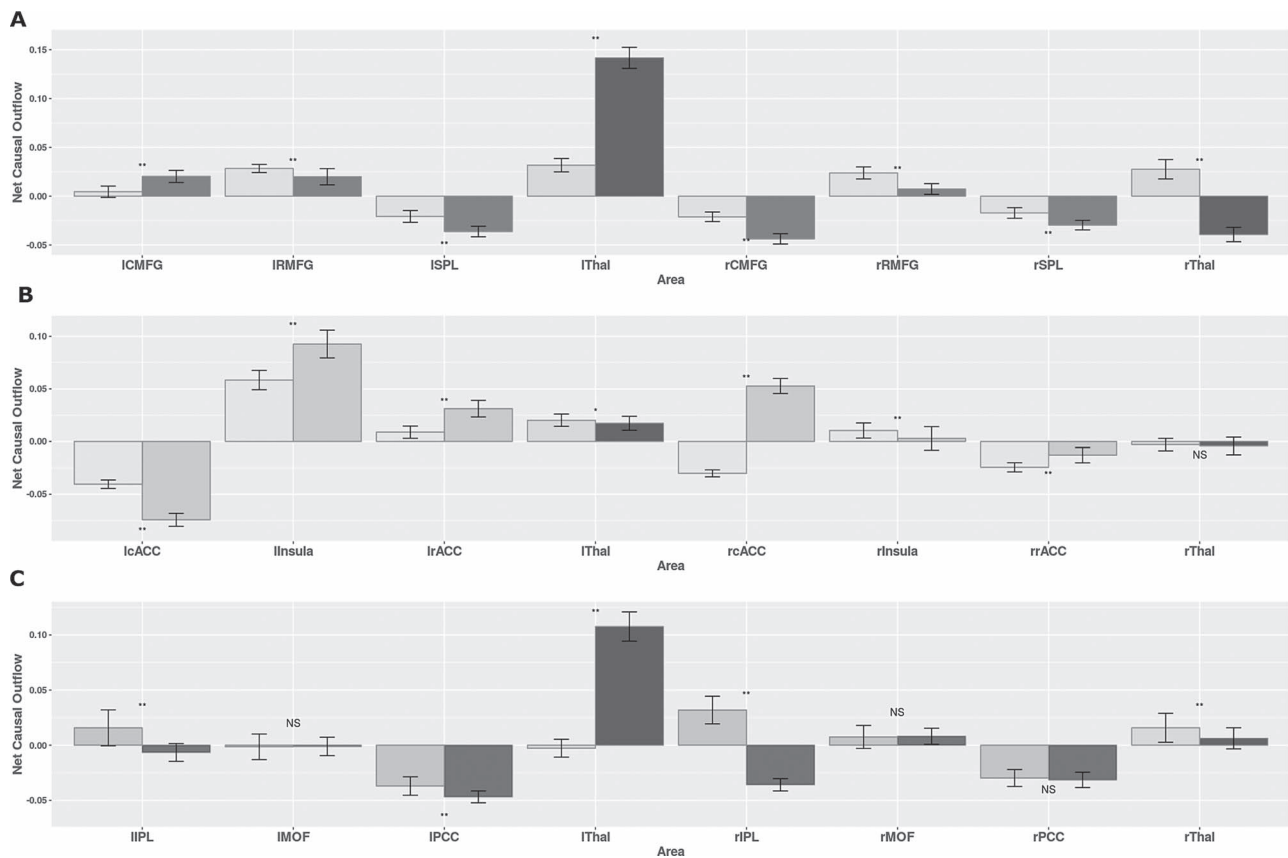 A
Net Causal Outflow
0.15
0.10
0.05
0.00
-0.05
** ** ** ** ** ** ** **
lCMFG lRMFG lSPL lThal rCMFG rRMFG rSPL rThal
Area
B
Net Causal Outflow
0.10
0.05
0.00
-0.05
** ** ** * ** ** ** NS
lcACC lInsula lrACC lThal rcACC rInsula rrACC rThal
Area
C
Net Causal Outflow
0.10
0.05
0.00
-0.05
** NS ** ** ** NS NS **
lIPL lMOF lPCC lThal rIPL rMOF rPCC rThal
Area